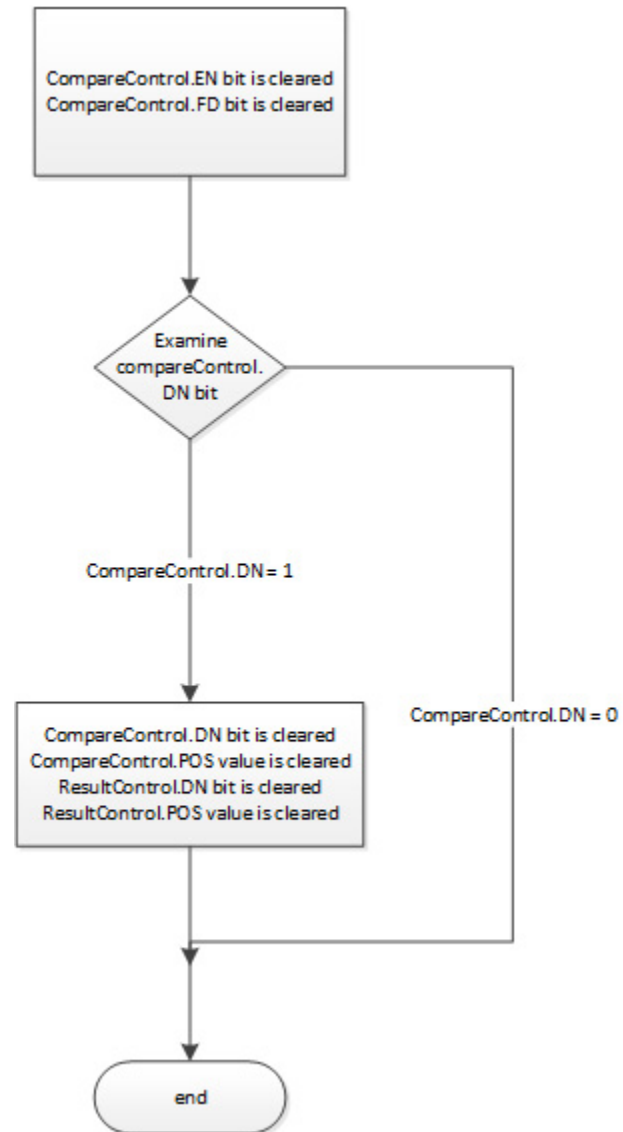 CompareControl.EN bit is cleared
CompareControl.FD bit is cleared
Examine
compareControl.
DN bit
CompareControl.DN = 1
CompareControl.DN = 0
CompareControl.DN bit is cleared
CompareControl.POS value is cleared
ResultControl.DN bit is cleared
ResultControl.POS value is cleared
end